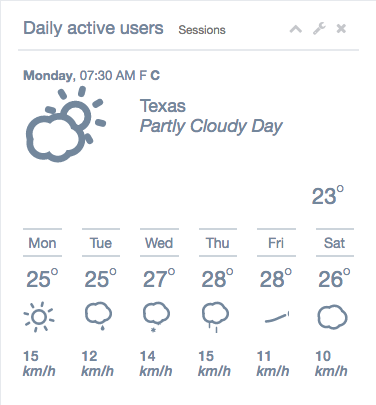 Daily active users Sessions
Monday, 07:30 AM F C
Texas
Partly Cloudy Day
23°
Mon Tue Wed Thu Fri Sat
25° 25° 27° 28° 28° 26°
15 12 14 15 11 10
km/h km/h km/h km/h km/h km/h